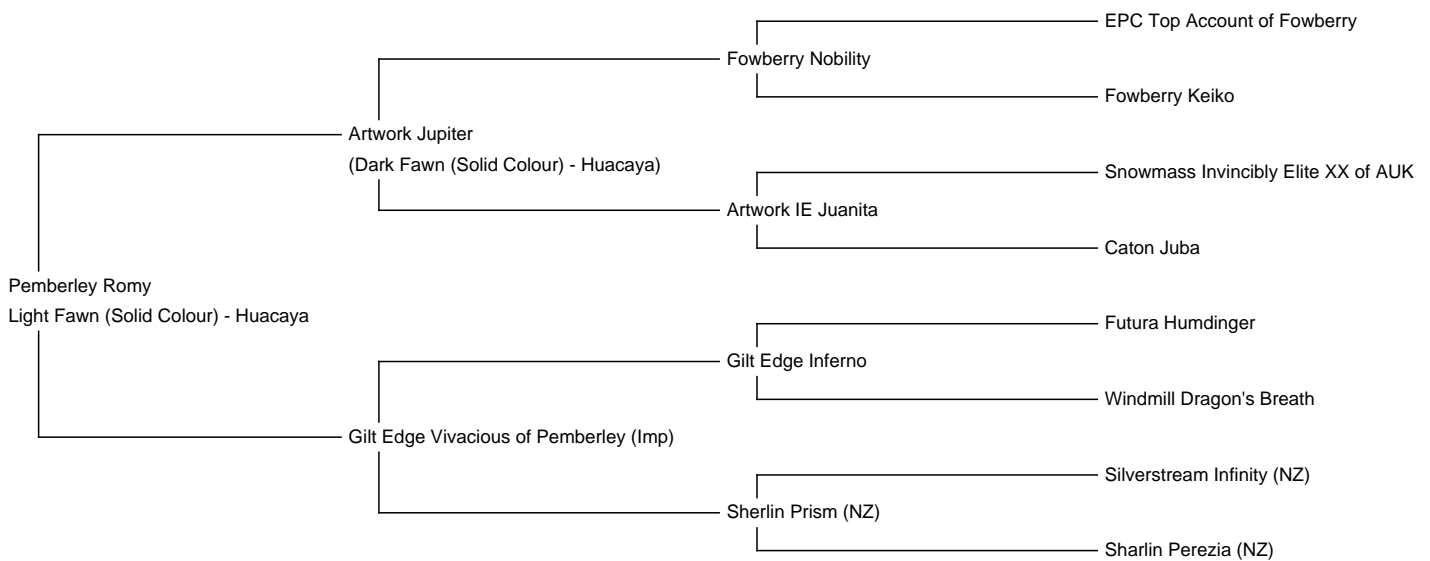 EPC Top Account of Fowberry
Fowberry Nobility
Fowberry Keiko
Artwork Jupiter
(Dark Fawn (Solid Colour) - Huacaya)
Snowmass Invincibly Elite XX of AUK
Artwork IE Juanita
Caton Juba
Pemberley Romy
Light Fawn (Solid Colour) - Huacaya
Futura Humdinger
Gilt Edge Inferno
Windmill Dragon's Breath
Gilt Edge Vivacious of Pemberley (Imp)
Silverstream Infinity (NZ)
Sherlin Prism (NZ)
Sharlin Perezia (NZ)